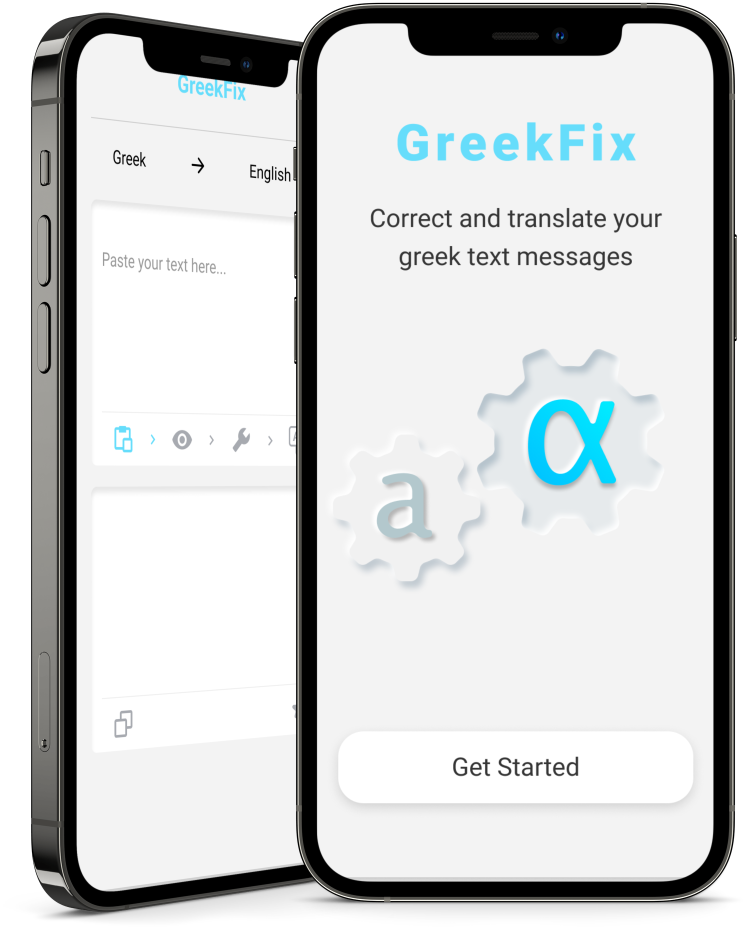 GreekFix
Greek → English
Paste your text here...
GreekFix
Correct and translate your
greek text messages
a
α
Get Started